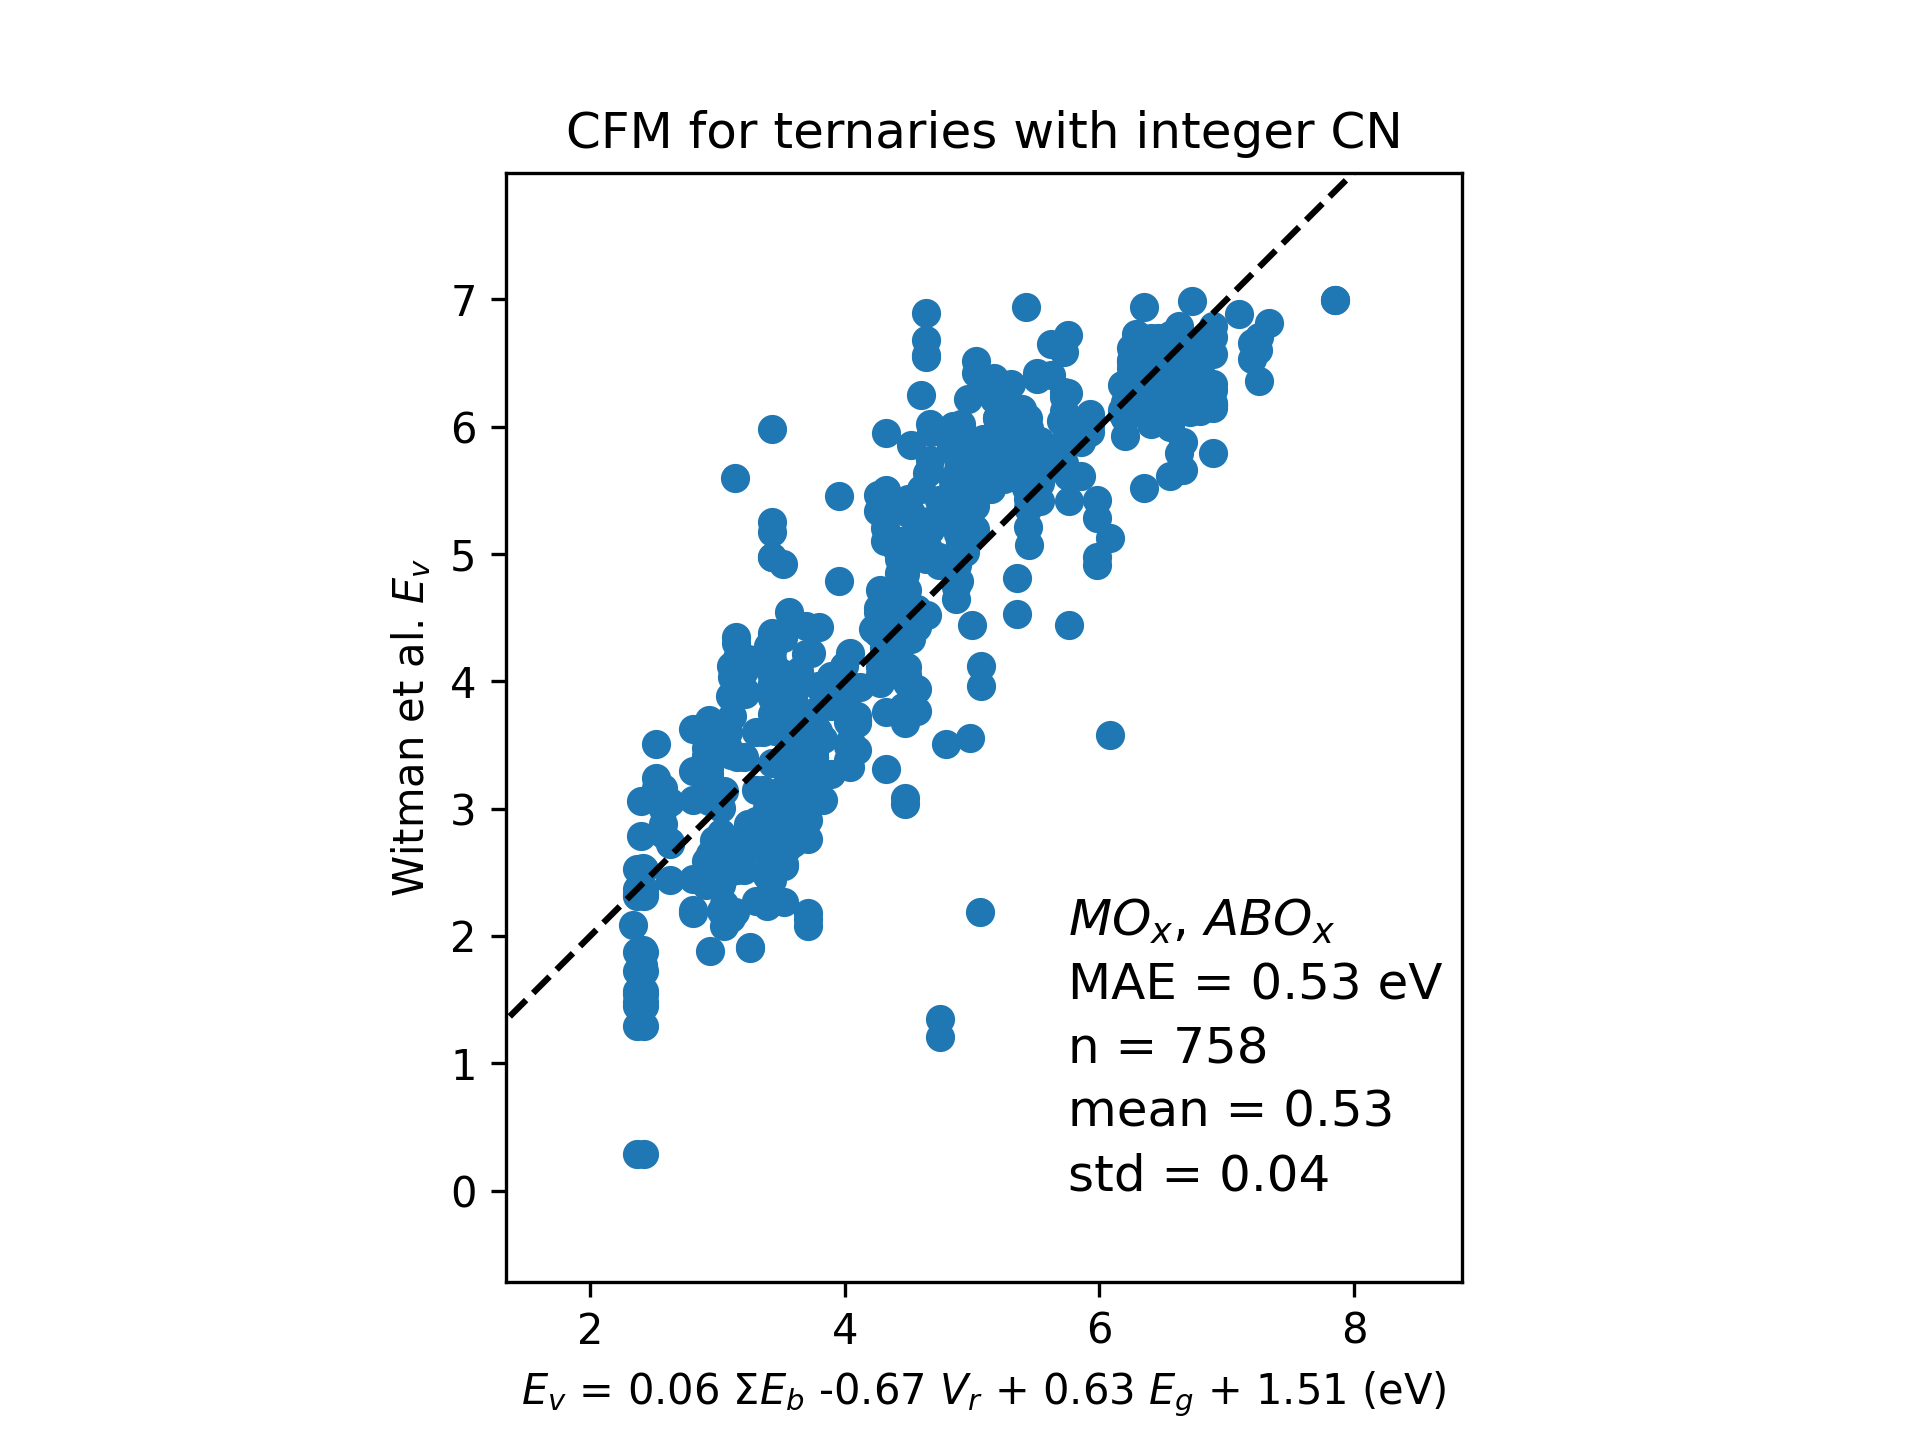 CFM for ternaries with integer CN
7
6
5
4
3
2
1
0
Witman et al. E_v
MO_x, ABO_x
MAE = 0.53 eV
n = 758
mean = 0.53
std = 0.04
2 4 6 8
E_v = 0.06 ΣE_b -0.67 V_r + 0.63 E_g + 1.51 (eV)